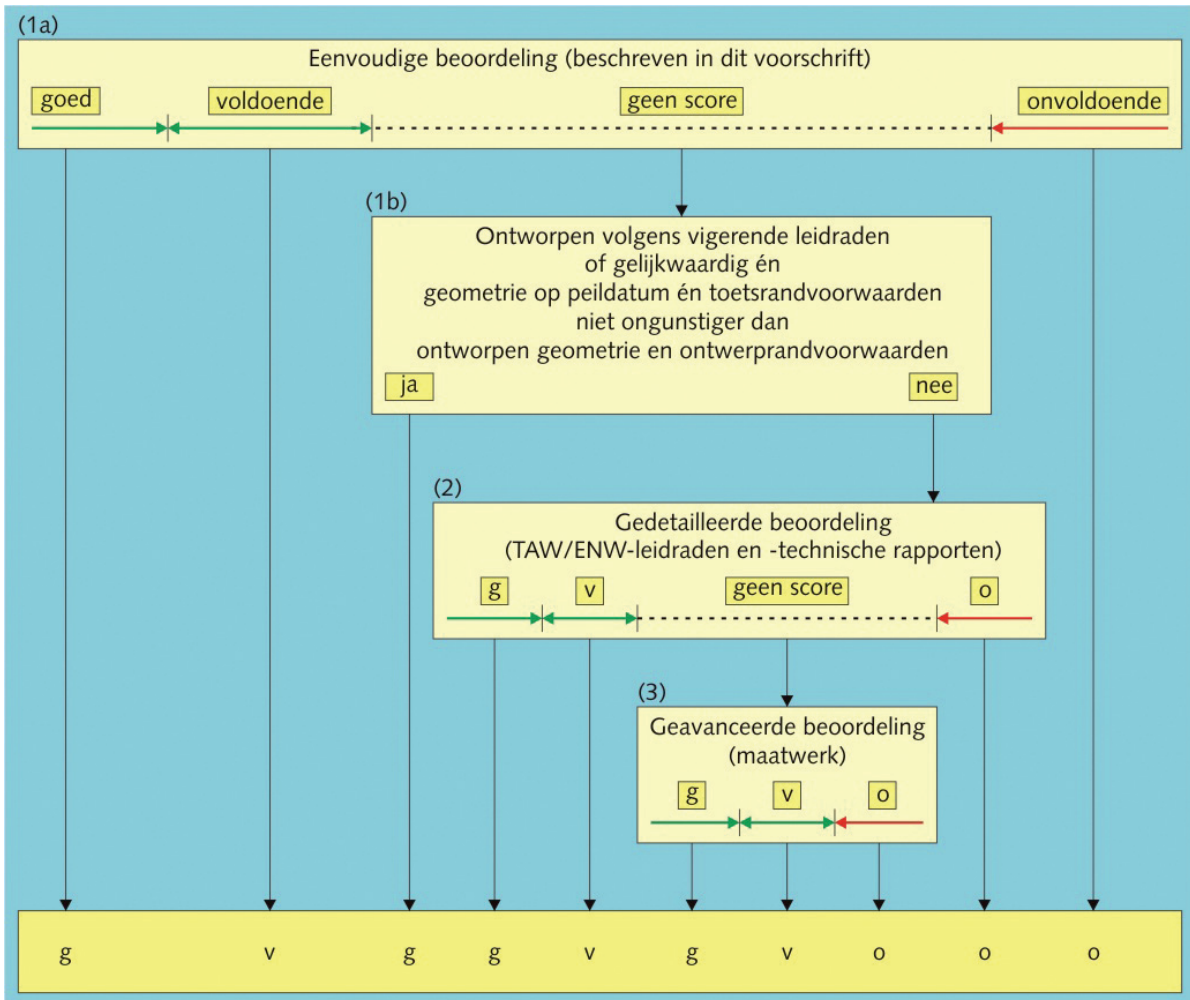 (1a)
Eenvoudige beoordeling (beschreven in dit voorschrift)
goed voldoende geen score onvoldoende
(1b)
Ontworpen volgens vigerende leidraden
of gelijkwaardig én
geometrie op peildatum én toetsrandvoorwaarden
niet ongunstiger dan
ontworpen geometrie en ontwerprandvoorwaarden
ja nee
(2)
Gedetailleerde beoordeling
(TAW/ENW-leidraden en -technische rapporten)
g v geen score o
(3)
Geavanceerde beoordeling
(maatwerk)
g v o
g v g g v g v o o o